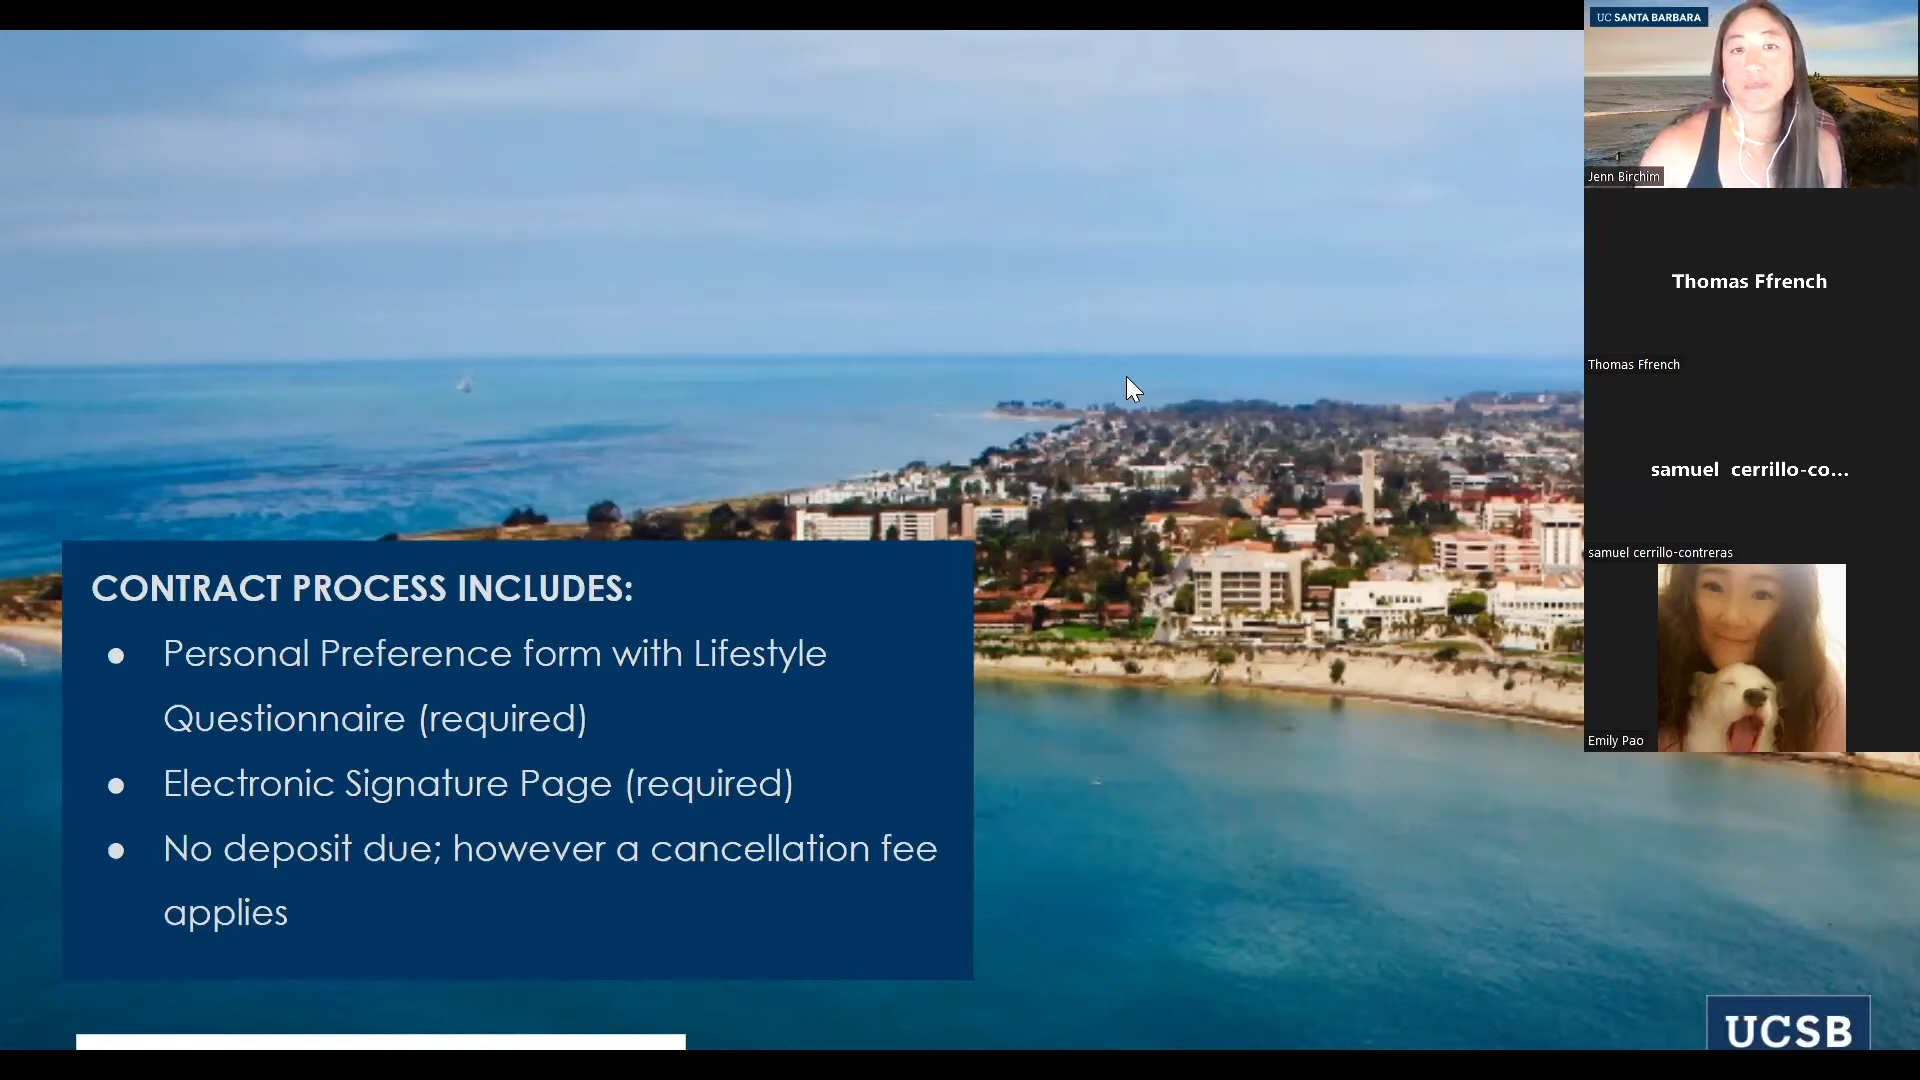 UC SANTA BARBARA
Jenn Birchim
Thomas Ffrench
Thomas Ffrench
samuel cerrillo-co...
samuel cerrillo-contreras
Emily Pao
CONTRACT PROCESS INCLUDES:
● Personal Preference form with Lifestyle
Questionnaire (required)
● Electronic Signature Page (required)
● No deposit due; however a cancellation fee
applies
UCSB